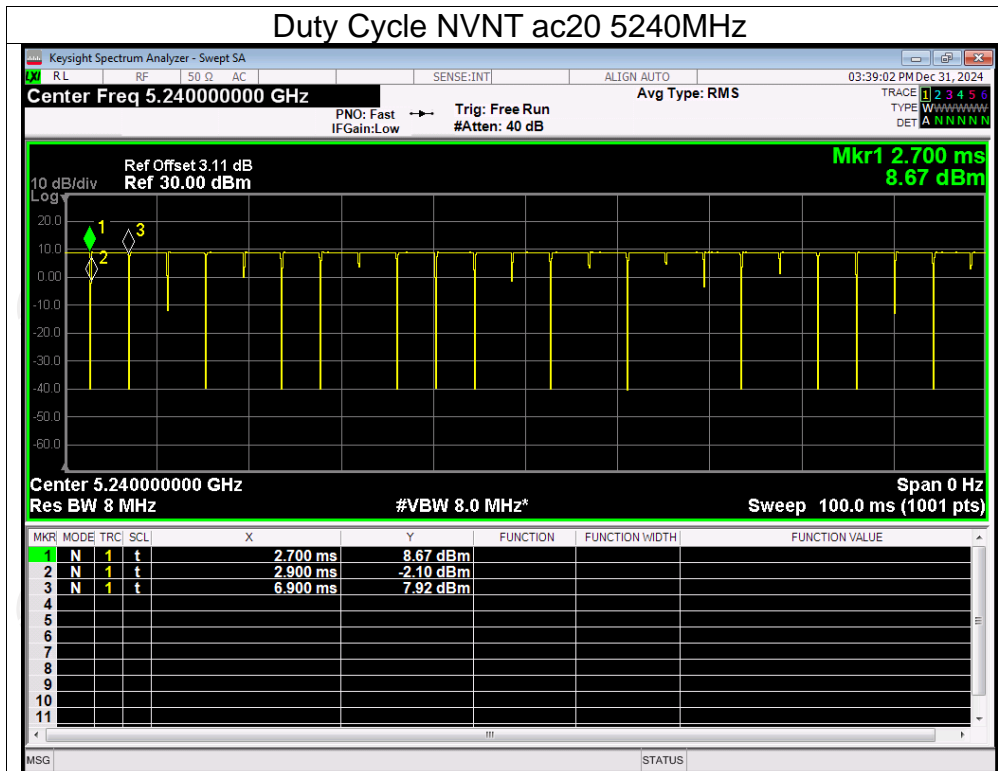 Duty Cycle NVNT ac20 5240MHz
Keysight Spectrum Analyzer - Swept SA
LXI RL RF 50 Ω AC SENSE:INT ALIGN AUTO 03:39:02 PM Dec 31, 2024
Center Freq 5.240000000 GHz Avg Type: RMS TRACE 1 2 3 4 5 6
PNO: Fast Trig: Free Run TYPE WWWWWW
IFGain:Low #Atten: 40 dB DET A N N N N N
Mkr1 2.700 ms
Ref Offset 3.11 dB
10 dB/div Ref 30.00 dBm 8.67 dBm
Log
20.0
1 3
10.0
2
0.00
-10.0
-20.0
-30.0
-40.0
-50.0
-60.0
Center 5.240000000 GHz Span 0 Hz
Res BW 8 MHz #VBW 8.0 MHz* Sweep 100.0 ms (1001 pts)
MKR MODE TRC SCL X Y FUNCTION FUNCTION WIDTH FUNCTION VALUE
1 N 1 t 2.700 ms 8.67 dBm
2 N 1 t 2.900 ms -2.10 dBm
3 N 1 t 6.900 ms 7.92 dBm
4
5
6
7
8
9
10
11
MSG STATUS